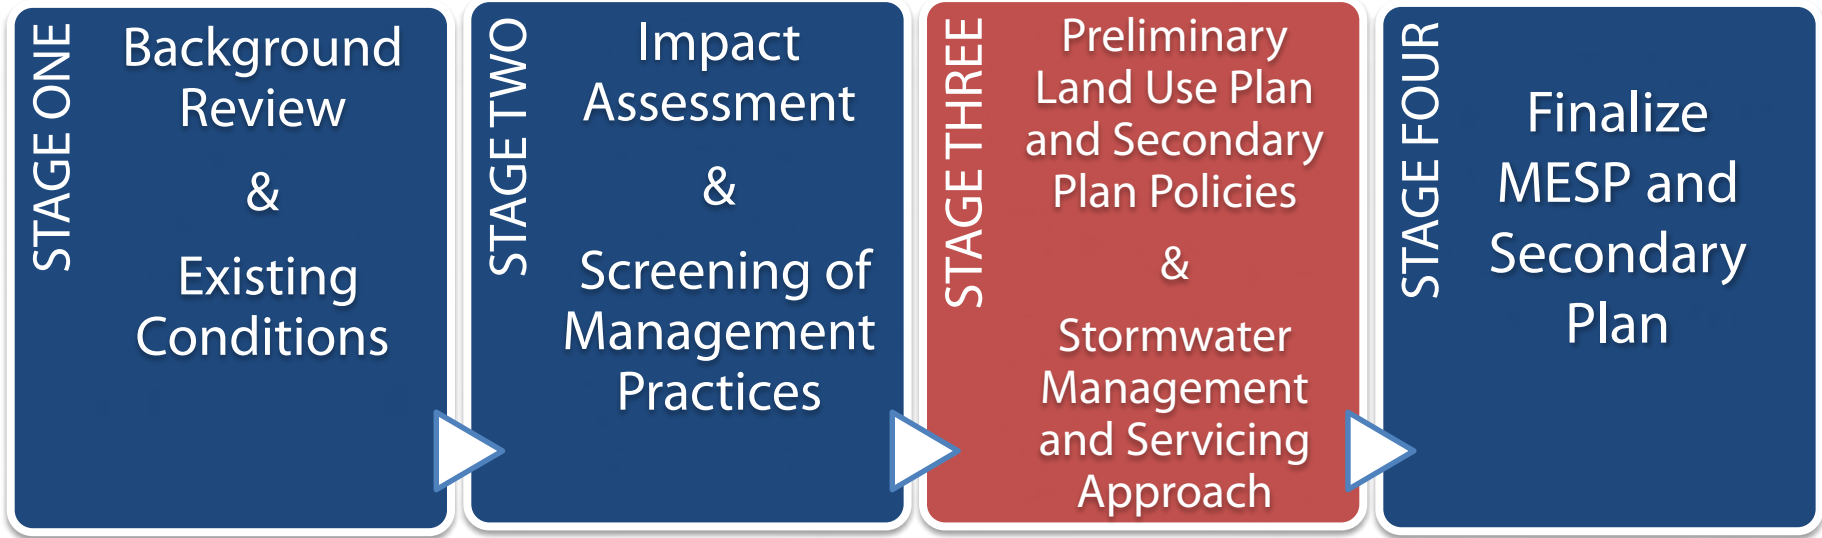 STAGE ONE
Background
Review
&
Existing
Conditions
STAGE TWO
Impact
Assessment
&
Screening of
Management
Practices
STAGE THREE
Preliminary
Land Use Plan
and Secondary
Plan Policies
&
Stormwater
Management
and Servicing
Approach
STAGE FOUR
Finalize
MESP and
Secondary
Plan